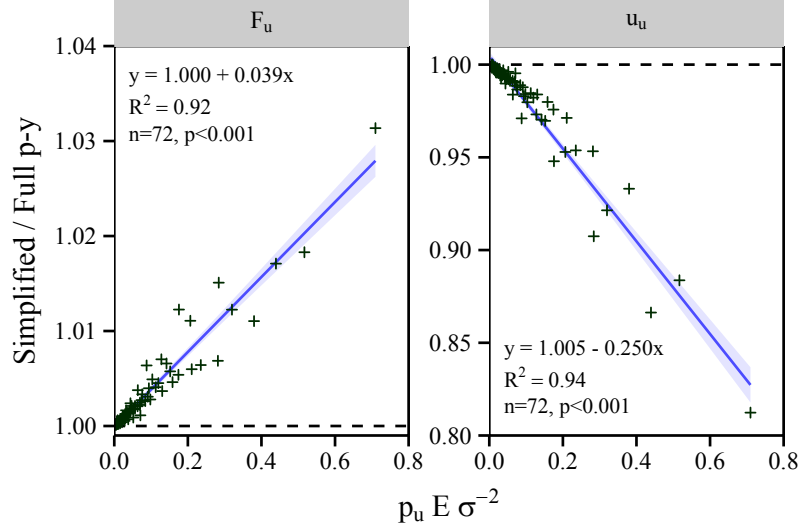 F_u
u_u
Simplified / Full p-y
1.04
1.03
1.02
1.01
1.00
y = 1.000 + 0.039x
R² = 0.92
n=72, p<0.001
0.0
0.2
0.4
0.6
0.8
1.00
0.95
0.90
0.85
0.80
y = 1.005 - 0.250x
R² = 0.94
n=72, p<0.001
0.0
0.2
0.4
0.6
0.8
p_u E σ⁻²